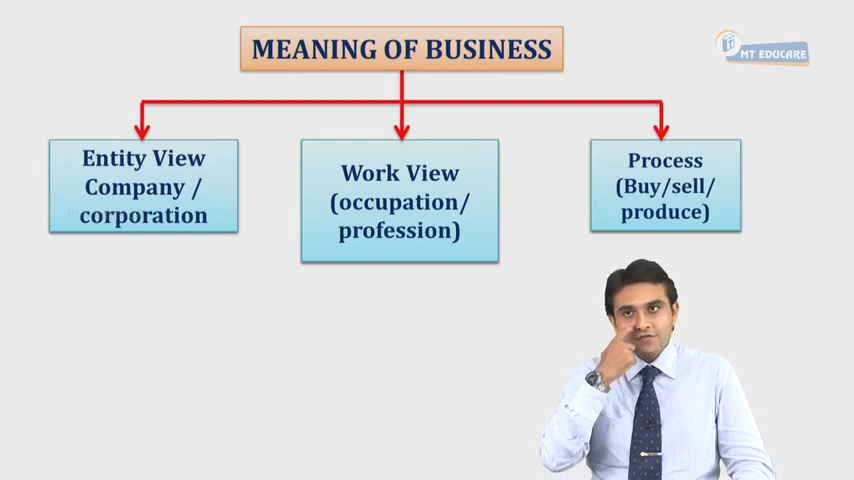 MEANING OF BUSINESS
MT EDUCARE
Entity View
Company /
corporation
Work View
(occupation/
profession)
Process
(Buy/sell/
produce)